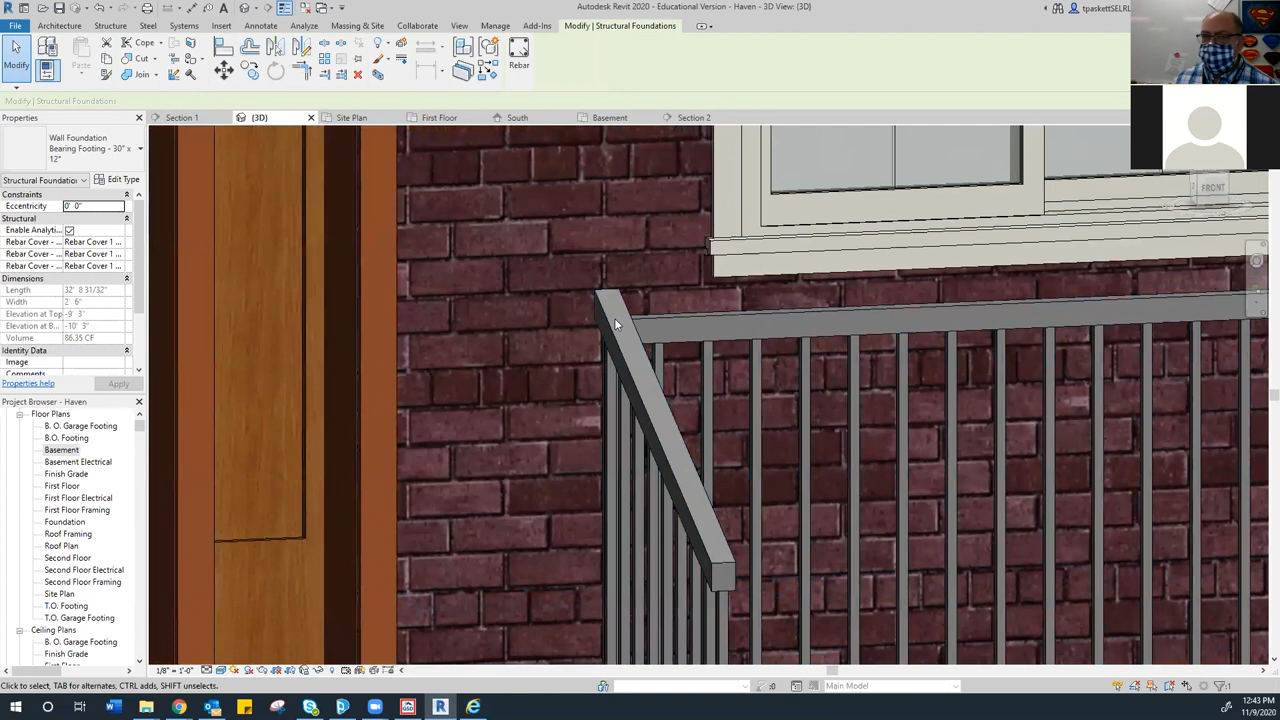 Autodesk Revit 2020 - Educational Version - Haven - 3D View: {3D}
tpaskettSELRL...
File Architecture Structure Steel Systems Insert Annotate Analyze Massing & Site Collaborate View Manage Add-Ins Modify | Structural Foundations
Modify
Paste
Cope
Cut
Join
Rebar
Modify | Structural Foundations
Properties
Section 1
{3D}
Site Plan
First Floor
South
Basement
Section 2
Wall Foundation
Bearing Footing - 30" x
12"
Structural Foundatio
Edit Type
Constraints
Eccentricity 0' 0"
Structural
Enable Analyti...
Rebar Cover - ... Rebar Cover 1 ...
Rebar Cover - ... Rebar Cover 1 ...
Rebar Cover - ... Rebar Cover 1 ...
Dimensions
Length 32' 8 31/32"
Width 2' 6"
Elevation at Top -9' 3"
Elevation at B... -10' 3"
Volume 86.35 CF
Identity Data
Image
Comments
Properties help
Apply
Project Browser - Haven
Floor Plans
B. O. Garage Footing
B.O. Footing
Basement
Basement Electrical
Finish Grade
First Floor
First Floor Electrical
First Floor Framing
Foundation
Roof Framing
Roof Plan
Second Floor
Second Floor Electrical
Second Floor Framing
Site Plan
T.O. Footing
T.O. Garage Footing
Ceiling Plans
B. O. Garage Footing
Finish Grade
FRONT
1/8" = 1'-0"
Click to select, TAB for alternates, CTRL adds, SHIFT unselects.
:0
Main Model
:1
12:43 PM
11/9/2020